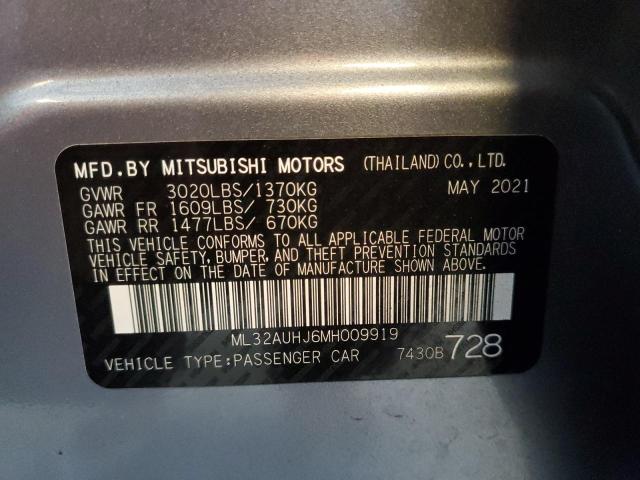 MFD.BY MITSUBISHI MOTORS (THAILAND) CO., LTD.
GVWR 3020LBS/1370KG MAY 2021
GAWR FR 1609LBS/ 730KG
GAWR RR 1477LBS/ 670KG
THIS VEHICLE CONFORMS TO ALL APPLICABLE FEDERAL MOTOR
VEHICLE SAFETY, BUMPER, AND THEFT PREVENTION STANDARDS
IN EFFECT ON THE DATE OF MANUFACTURE SHOWN ABOVE.
ML32AUHJ6MH009919
VEHICLE TYPE:PASSENGER CAR 7430B 728